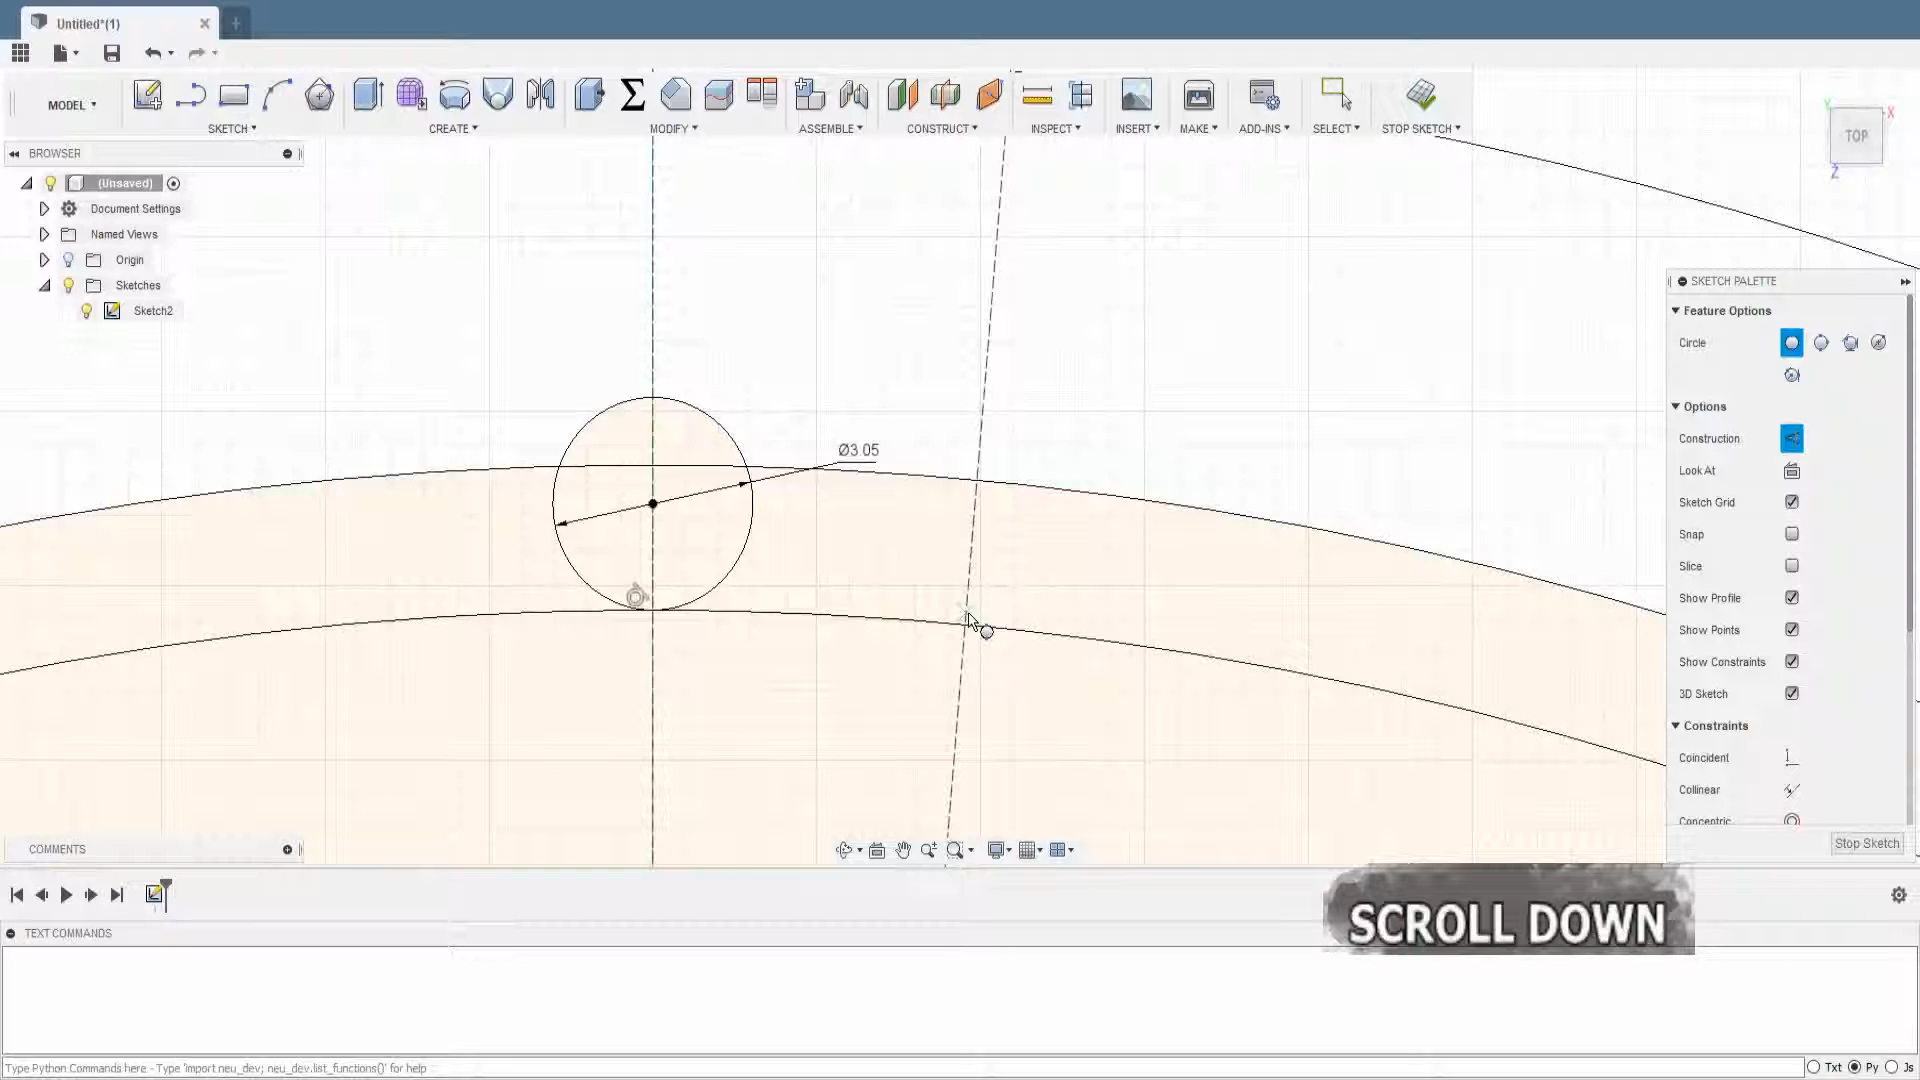 Untitled*(1)
MODEL
SKETCH
CREATE
MODIFY
ASSEMBLE
CONSTRUCT
INSPECT
INSERT
MAKE
ADD-INS
SELECT
STOP SKETCH
Y
X
TOP
Z
BROWSER
(Unsaved)
Document Settings
Named Views
Origin
Sketches
Sketch2
Ø3.05
SKETCH PALETTE
Feature Options
Circle
Options
Construction
Look At
Sketch Grid
Snap
Slice
Show Profile
Show Points
Show Constraints
3D Sketch
Constraints
Coincident
Collinear
Concentric
Stop Sketch
COMMENTS
SCROLL DOWN
TEXT COMMANDS
Type Python Commands here - Type 'import neu_dev; neu_dev.list_functions()' for help
Txt Py Js